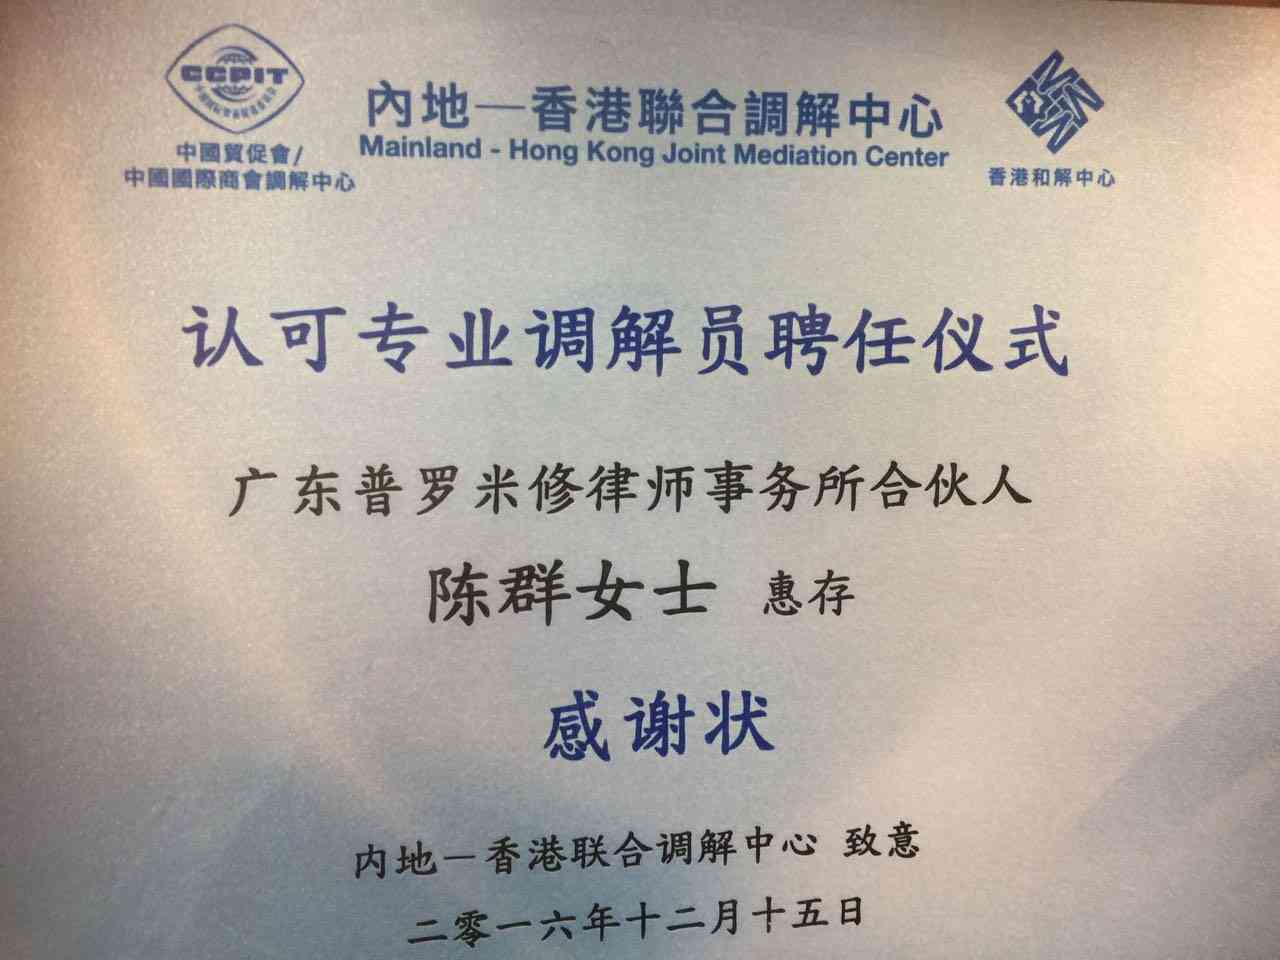 CCPIT
中國貿促會/
中國國際商會調解中心
內地—香港聯合調解中心
Mainland - Hong Kong Joint Mediation Center
香港和解中心
认可专业调解员聘任仪式
广东普罗米修律师事务所合伙人
陈群女士 惠存
感谢状
内地—香港联合调解中心 致意
二零一六年十二月十五日